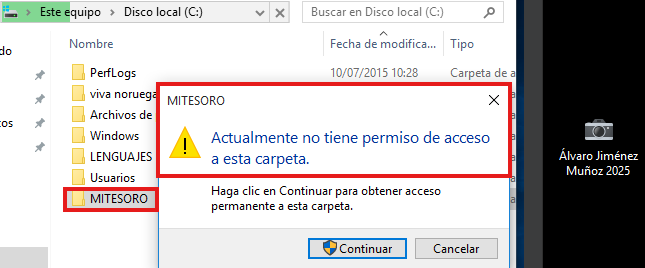 Este equipo > Disco local (C:) >
Buscar en Disco local (C:)
Nombre
Fecha de modifica...
Tipo
PerfLogs
10/07/2015 10:28
Carpeta de a
viva norueg
Archivos de
Windows
LENGUAJES
Usuarios
MITESORO
MITESORO
Actualmente no tiene permiso de acceso
a esta carpeta.
Haga clic en Continuar para obtener acceso
permanente a esta carpeta.
Continuar
Cancelar
Álvaro Jiménez
Muñoz 2025